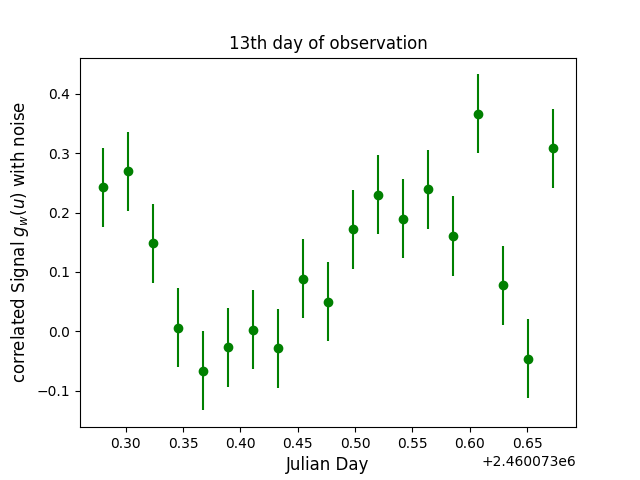 13th day of observation
correlated Signal g_w(u) with noise
0.4
0.3
0.2
0.1
0.0
−0.1
0.30 0.35 0.40 0.45 0.50 0.55 0.60 0.65
Julian Day
+2.460073e6